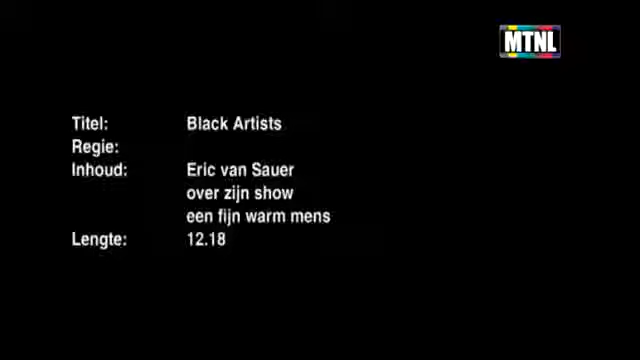 MTNL
Titel: Black Artists
Regie:
Inhoud: Eric van Sauer
over zijn show
een fijn warm mens
Lengte: 12.18